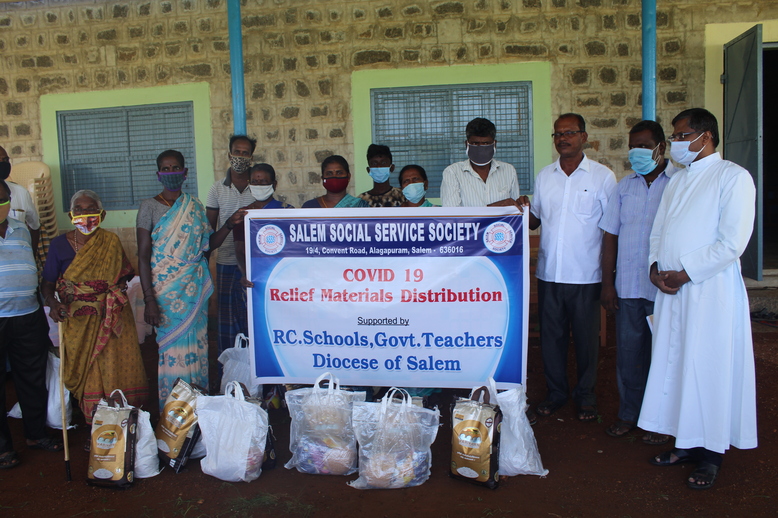 SALEM SOCIAL SERVICE SOCIETY
19/4, Convent Road, Alagapuram, Salem - 636016
COVID 19
Relief Materials Distribution
Supported by
RC.Schools,Govt.Teachers
Diocese of Salem